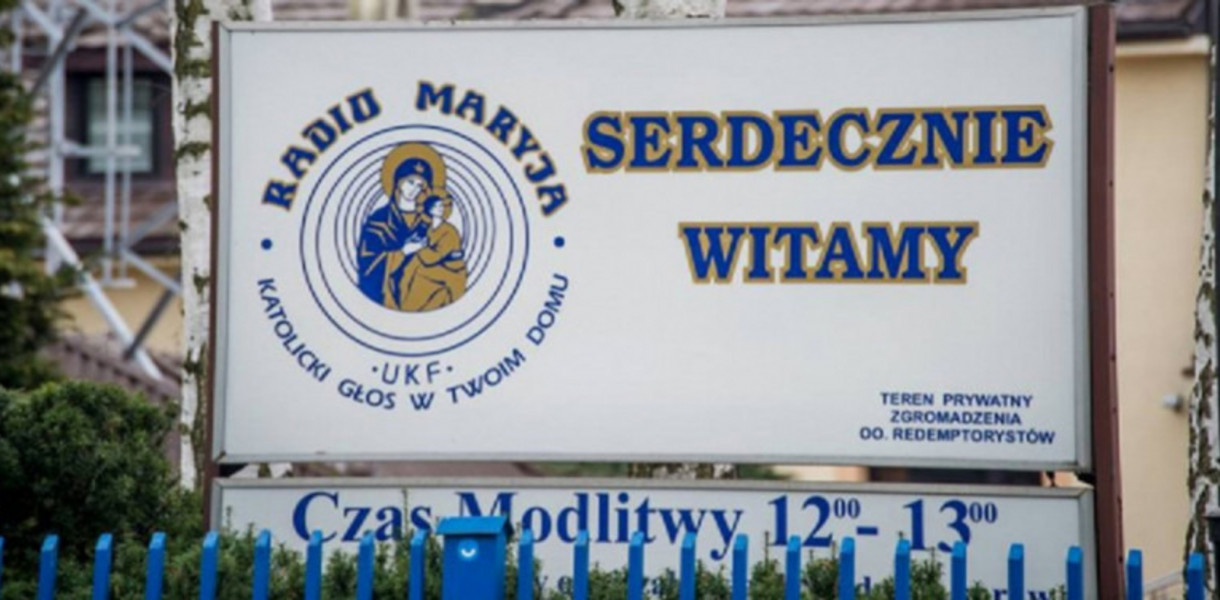 RADIO MARYJA
KATOLICKI GŁOS W TWOIM DOMU
·UKF·
SERDECZNIE
WITAMY
TEREN PRYWATNY
ZGROMADZENIA
OO. REDEMPTORYSTÓW
Czas Modlitwy 12⁰⁰- 13⁰⁰